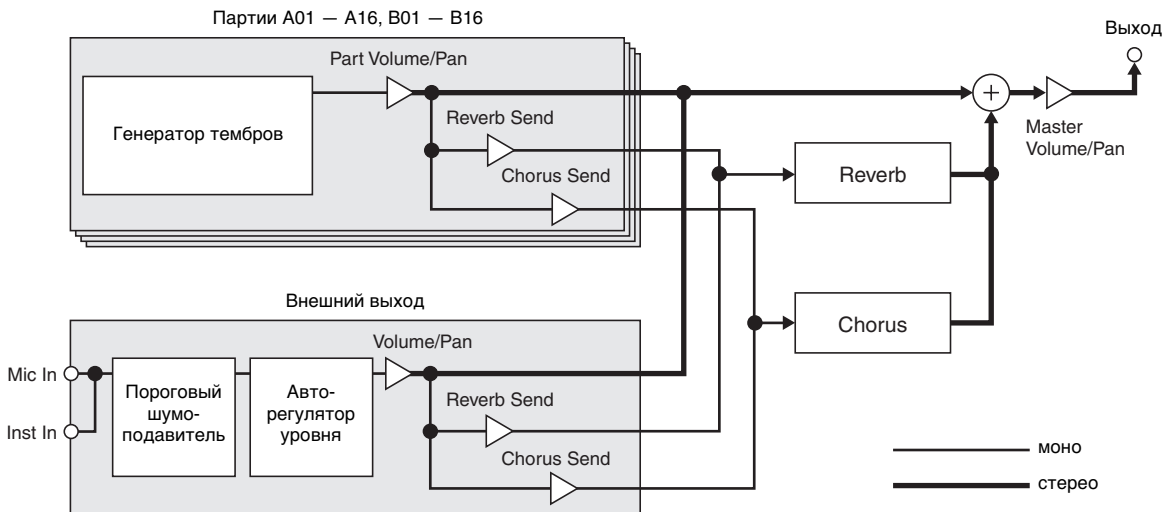 Партии A01 — A16, B01 — B16
Выход
Part Volume/Pan
Генератор тембров
Reverb Send
Chorus Send
+
Master
Volume/Pan
Reverb
Внешний выход
Chorus
Volume/Pan
Mic In
Inst In
Пороговый
шумо-
подавитель
Авто-
регулятор
уровня
Reverb Send
Chorus Send
моно
стерео